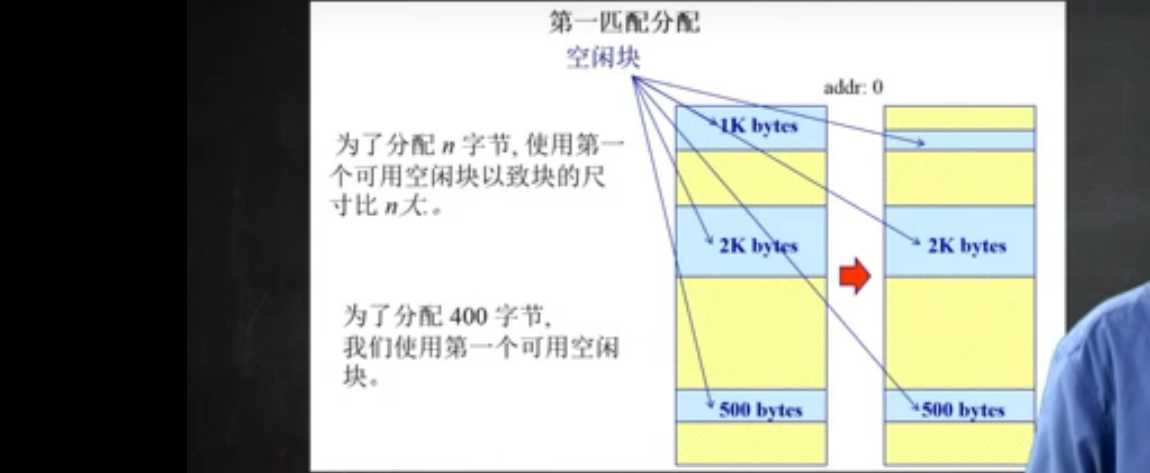 第一匹配分配
空闲块
addr: 0
为了分配 n 字节, 使用第一
个可用空闲块以致块的尺
寸比 n大.。
为了分配 400 字节,
我们使用第一个可用空闲
块。
1K bytes
2K bytes
500 bytes
2K bytes
500 bytes